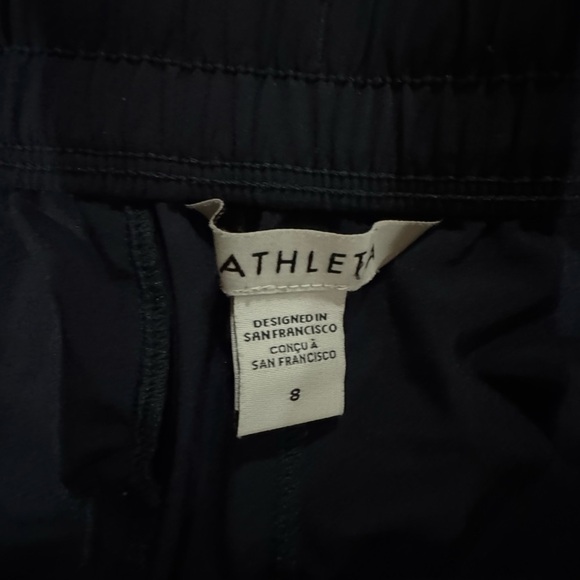 ATHLETA
DESIGNED IN
SAN FRANCISCO
CONÇU À
SAN FRANCISCO
8